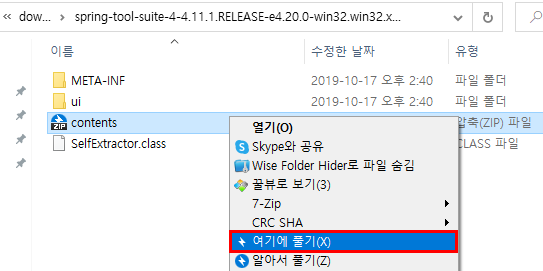 dow... › spring-tool-suite-4-4.11.1.RELEASE-e4.20.0-win32.win32.x...
이름 수정한 날짜 유형
META-INF 2019-10-17 오후 2:40 파일 폴더
ui 2019-10-17 오후 2:40 파일 폴더
ZIP contents 압축(ZIP) 파일
SelfExtractor.class CLASS 파일
열기(O)
Skype와 공유
Wise Folder Hider로 파일 숨김
꿀뷰로 보기(3)
7-Zip
CRC SHA
여기에 풀기(X)
알아서 풀기(Z)